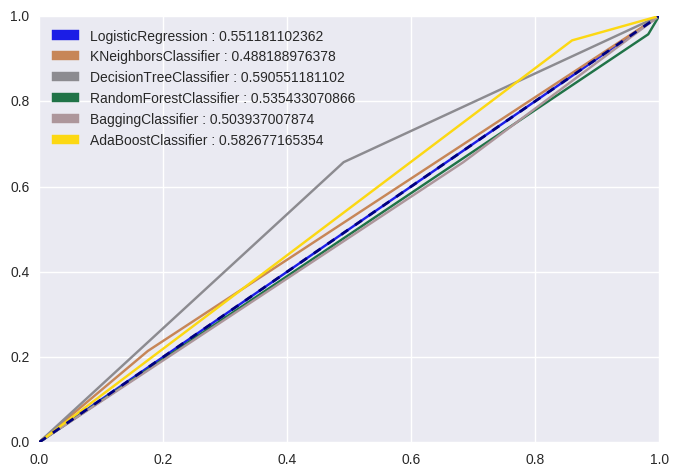 1.0
0.8
0.6
0.4
0.2
0.0
LogisticRegression : 0.551181102362
KNeighborsClassifier : 0.488188976378
DecisionTreeClassifier : 0.590551181102
RandomForestClassifier : 0.535433070866
BaggingClassifier : 0.503937007874
AdaBoostClassifier : 0.582677165354
0.0 0.2 0.4 0.6 0.8 1.0